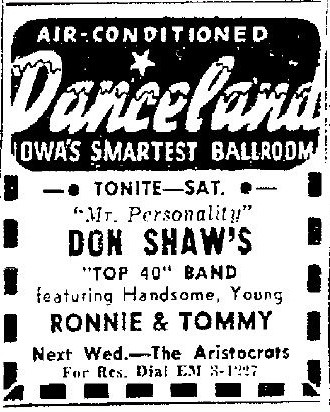 AIR-CONDITIONED
Danceland
IOWA'S SMARTEST BALLROOM
TONITE—SAT.
"Mr. Personality"
DON SHAW'S
"TOP 40" BAND
featuring Handsome, Young
RONNIE & TOMMY
Next Wed.—The Aristocrats
For Res. Dial EM 3-1227